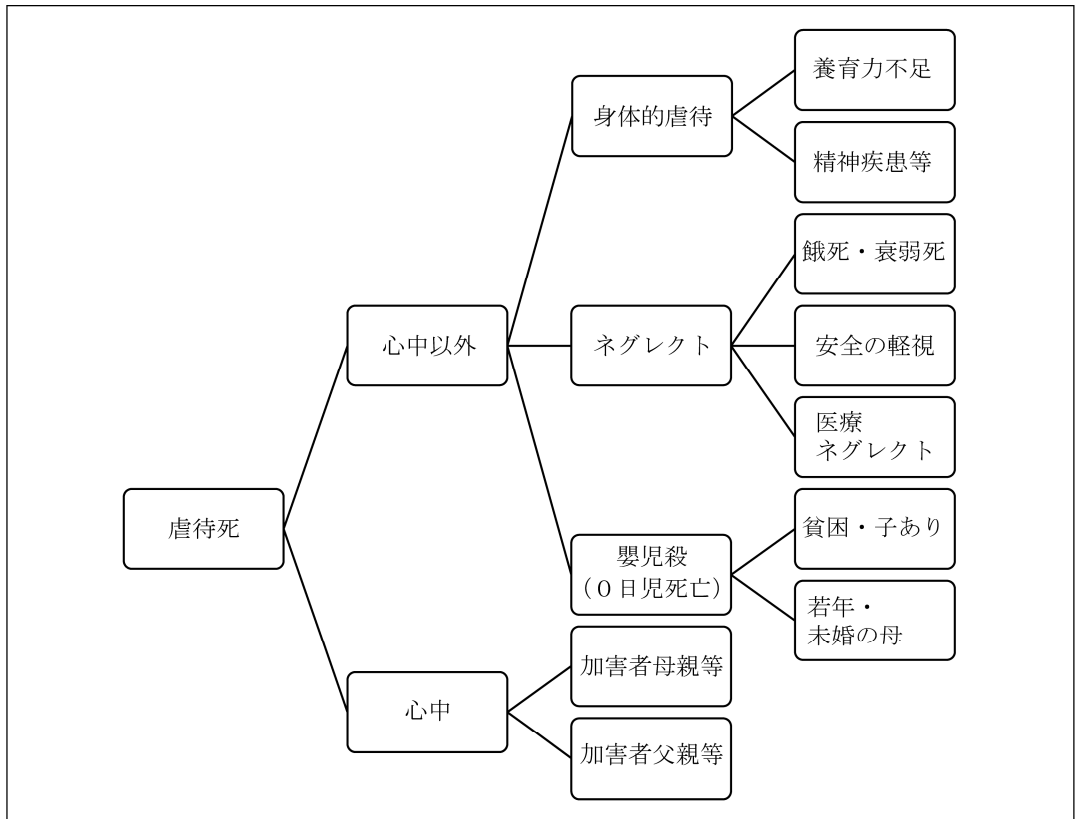 虐待死
心中以外
身体的虐待
養育力不足
精神疾患等
ネグレクト
餓死・衰弱死
安全の軽視
医療
ネグレクト
嬰児殺
（０日児死亡）
貧困・子あり
若年・
未婚の母
心中
加害者母親等
加害者父親等